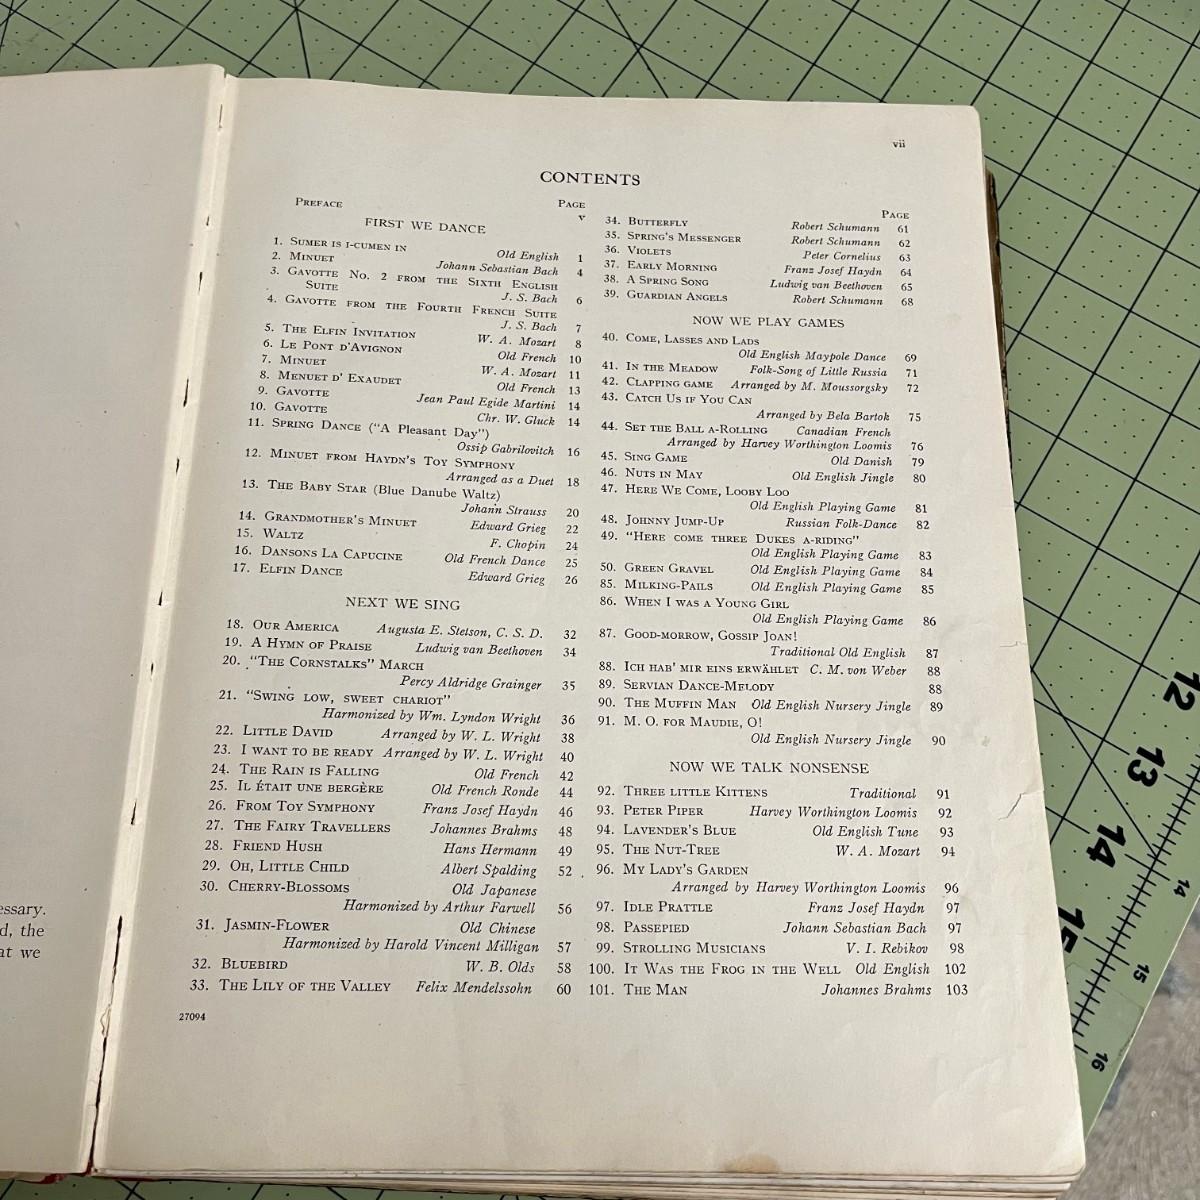 essary.
d, the
at we
vii
CONTENTS
PREFACE PAGE
v
FIRST WE DANCE
1. SUMER IS I-CUMEN IN Old English 1
2. MINUET Johann Sebastian Bach 4
3. GAVOTTE NO. 2 FROM THE SIXTH ENGLISH
SUITE J. S. Bach 6
4. GAVOTTE FROM THE FOURTH FRENCH SUITE
J. S. Bach 7
5. THE ELFIN INVITATION W. A. Mozart 8
6. LE PONT D'AVIGNON Old French 10
7. MINUET W. A. Mozart 11
8. MENUET D' EXAUDET Old French 13
9. GAVOTTE Jean Paul Egide Martini 14
10. GAVOTTE Chr. W. Gluck 14
11. SPRING DANCE ("A Pleasant Day")
Ossip Gabrilovitch 16
12. MINUET FROM HAYDN'S TOY SYMPHONY
Arranged as a Duet 18
13. THE BABY STAR (Blue Danube Waltz)
Johann Strauss 20
14. GRANDMOTHER'S MINUET Edward Grieg 22
15. WALTZ F. Chopin 24
16. DANSONS LA CAPUCINE Old French Dance 25
17. ELFIN DANCE Edward Grieg 26
NEXT WE SING
18. OUR AMERICA Augusta E. Stetson, C. S. D. 32
19. A HYMN OF PRAISE Ludwig van Beethoven 34
20. "THE CORNSTALKS" MARCH
Percy Aldridge Grainger 35
21. "SWING LOW, SWEET CHARIOT"
Harmonized by Wm. Lyndon Wright 36
22. LITTLE DAVID Arranged by W. L. Wright 38
23. I WANT TO BE READY Arranged by W. L. Wright 40
24. THE RAIN IS FALLING Old French 42
25. IL ÉTAIT UNE BERGÈRE Old French Ronde 44
26. FROM TOY SYMPHONY Franz Josef Haydn 46
27. THE FAIRY TRAVELLERS Johannes Brahms 48
28. FRIEND HUSH Hans Hermann 49
29. OH, LITTLE CHILD Albert Spalding 52
30. CHERRY-BLOSSOMS Old Japanese
Harmonized by Arthur Farwell 56
31. JASMIN-FLOWER Old Chinese
Harmonized by Harold Vincent Milligan 57
32. BLUEBIRD W. B. Olds 58
33. THE LILY OF THE VALLEY Felix Mendelssohn 60
27094
PAGE
34. BUTTERFLY Robert Schumann 61
35. SPRING'S MESSENGER Robert Schumann 62
36. VIOLETS Peter Cornelius 63
37. EARLY MORNING Franz Josef Haydn 64
38. A SPRING SONG Ludwig van Beethoven 65
39. GUARDIAN ANGELS Robert Schumann 68
NOW WE PLAY GAMES
40. COME, LASSES AND LADS
Old English Maypole Dance 69
41. IN THE MEADOW Folk-Song of Little Russia 71
42. CLAPPING GAME Arranged by M. Moussorgsky 72
43. CATCH US IF YOU CAN
Arranged by Bela Bartok 75
44. SET THE BALL A-ROLLING Canadian French
Arranged by Harvey Worthington Loomis 76
45. SING GAME Old Danish 79
46. NUTS IN MAY Old English Jingle 80
47. HERE WE COME, LOOBY LOO
Old English Playing Game 81
48. JOHNNY JUMP-UP Russian Folk-Dance 82
49. "HERE COME THREE DUKES A-RIDING"
Old English Playing Game 83
50. GREEN GRAVEL Old English Playing Game 84
85. MILKING-PAILS Old English Playing Game 85
86. WHEN I WAS A YOUNG GIRL
Old English Playing Game 86
87. GOOD-MORROW, GOSSIP JOAN!
Traditional Old English 87
88. ICH HAB' MIR EINS ERWÄHLET C. M. von Weber 88
89. SERVIAN DANCE-MELODY 88
90. THE MUFFIN MAN Old English Nursery Jingle 89
91. M. O. FOR MAUDIE, O!
Old English Nursery Jingle 90
NOW WE TALK NONSENSE
92. THREE LITTLE KITTENS Traditional 91
93. PETER PIPER Harvey Worthington Loomis 92
94. LAVENDER'S BLUE Old English Tune 93
95. THE NUT-TREE W. A. Mozart 94
96. MY LADY'S GARDEN
Arranged by Harvey Worthington Loomis 96
97. IDLE PRATTLE Franz Josef Haydn 97
98. PASSEPIED Johann Sebastian Bach 97
99. STROLLING MUSICIANS V. I. Rebikov 98
100. IT WAS THE FROG IN THE WELL Old English 102
101. THE MAN Johannes Brahms 103
12
13
14
14
15
15
16